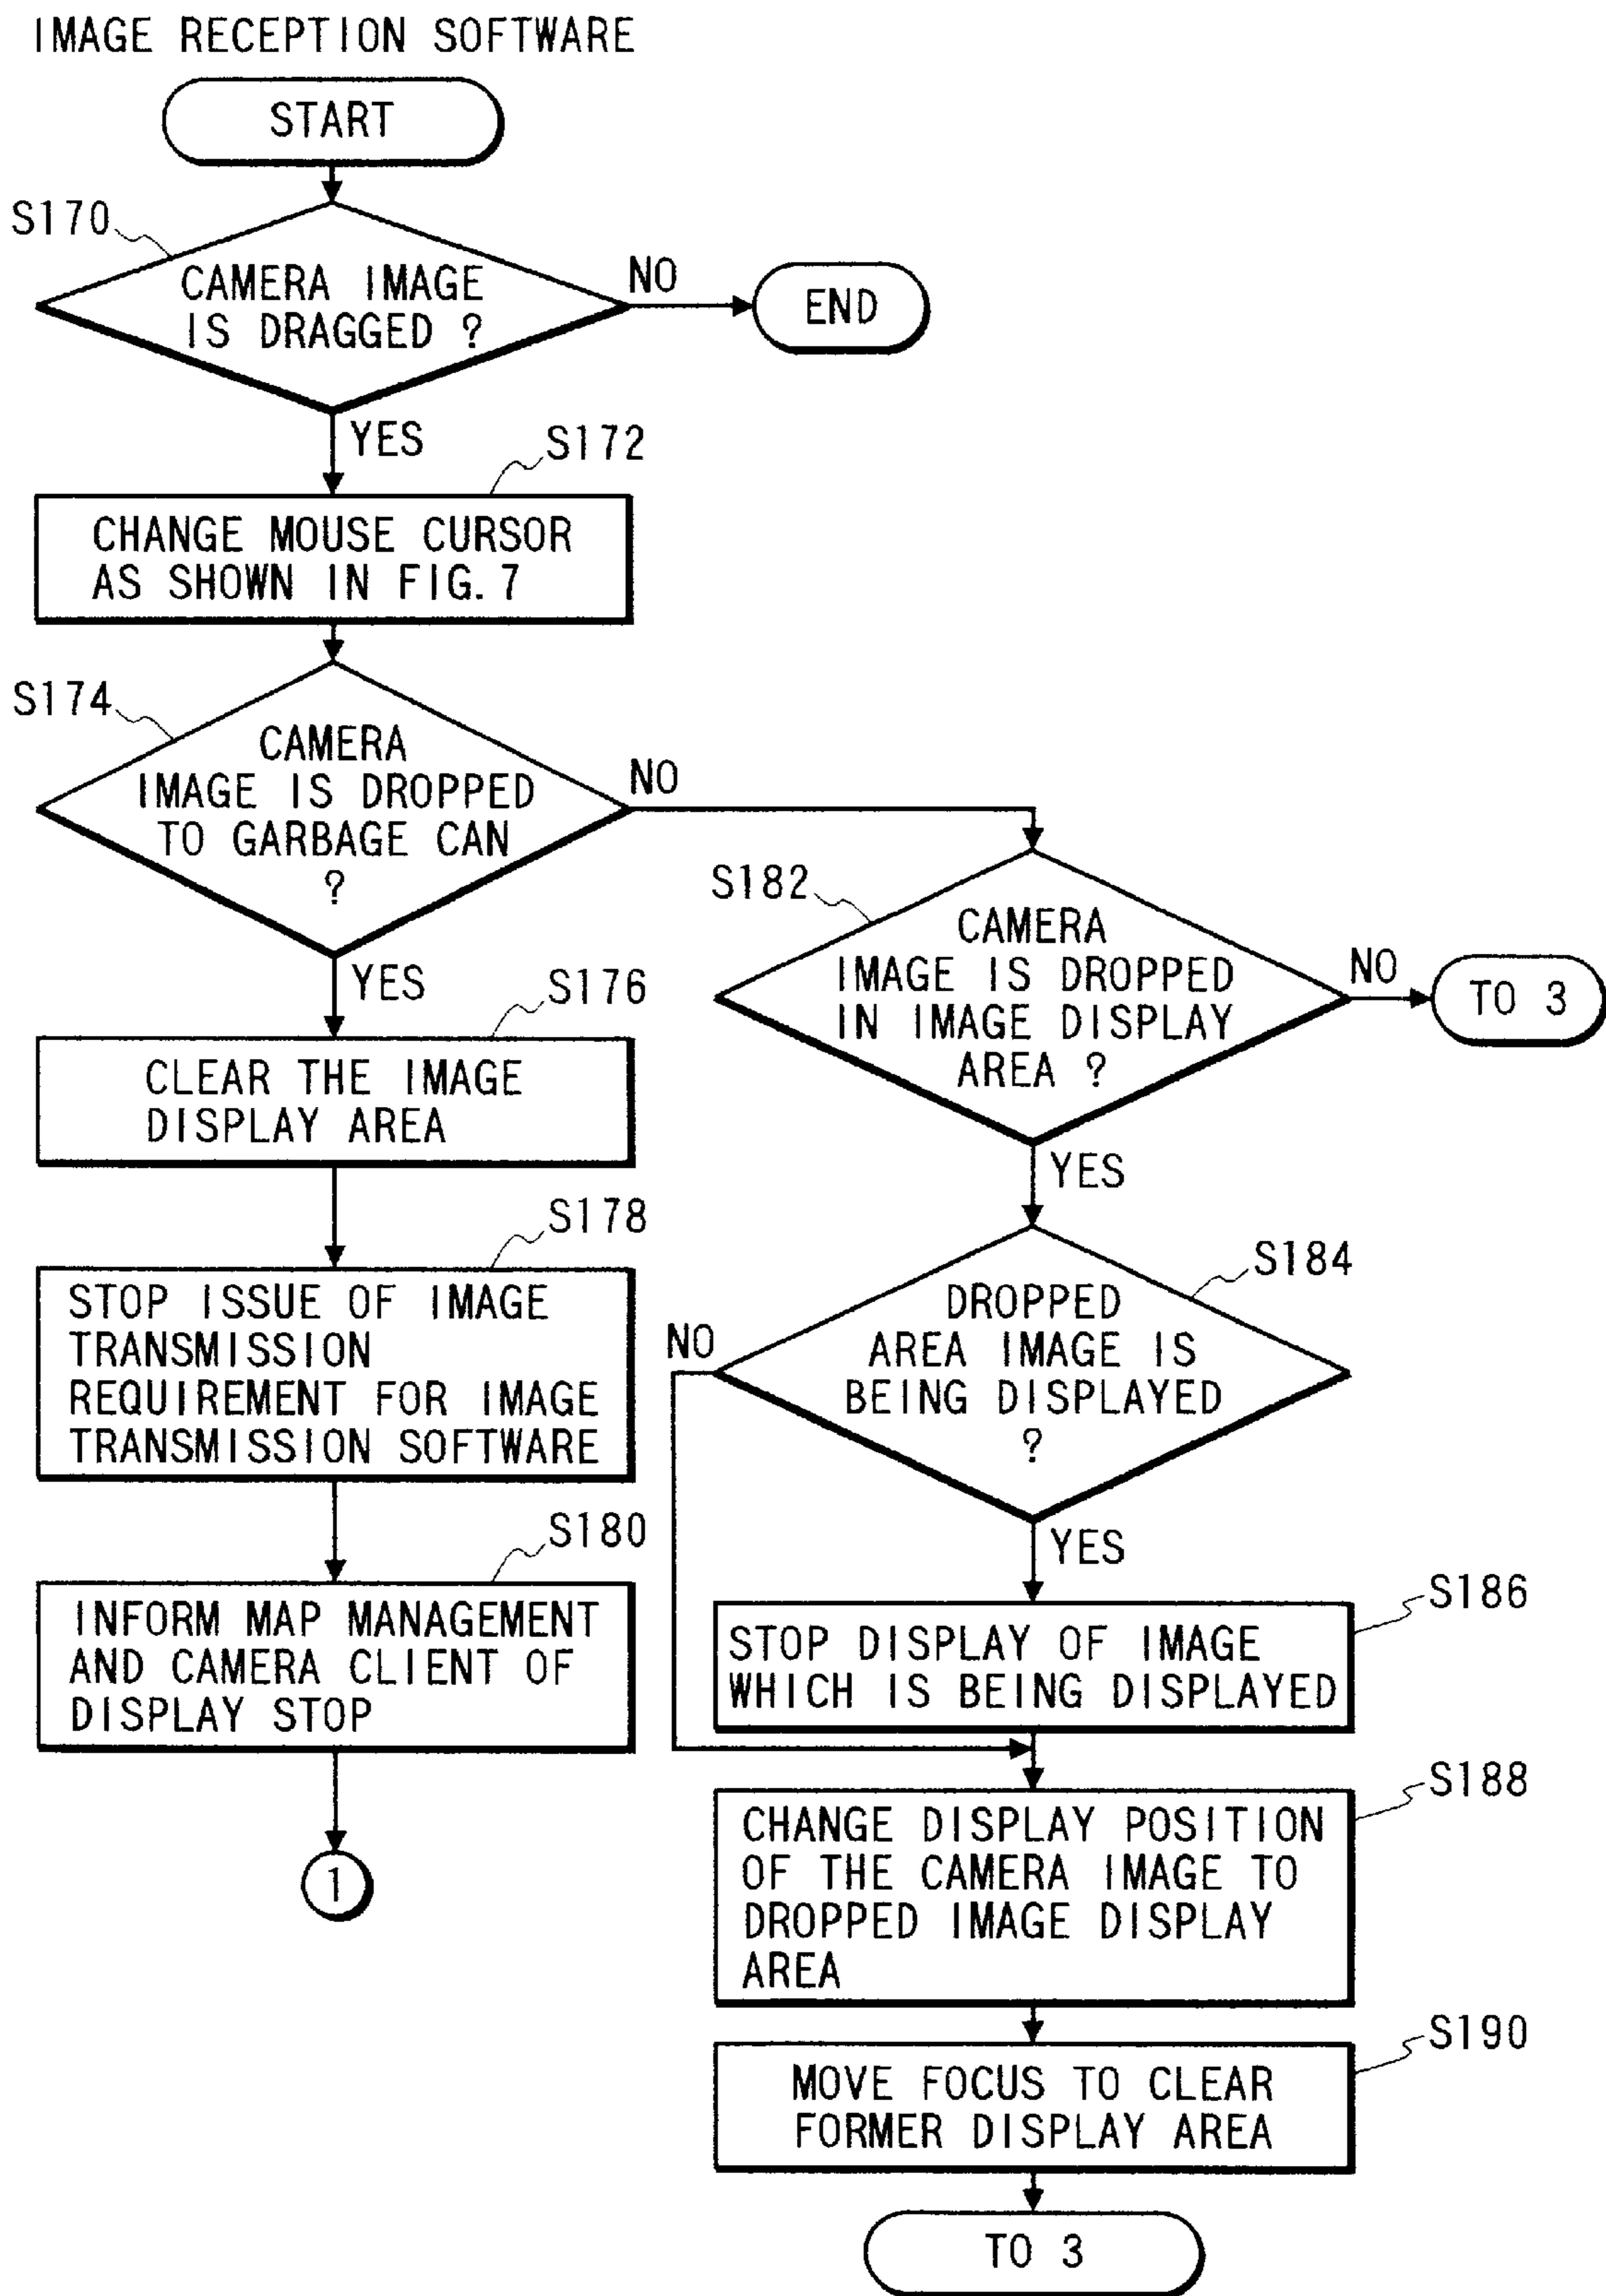 IMAGE RECEPTION SOFTWARE
START
S170
CAMERA IMAGE
IS DRAGGED ?
NO
END
YES
S172
CHANGE MOUSE CURSOR
AS SHOWN IN FIG. 7
S174
CAMERA
IMAGE IS DROPPED
TO GARBAGE CAN
?
NO
YES
S176
CLEAR THE IMAGE
DISPLAY AREA
S178
STOP ISSUE OF IMAGE
TRANSMISSION
REQUIREMENT FOR IMAGE
TRANSMISSION SOFTWARE
S180
INFORM MAP MANAGEMENT
AND CAMERA CLIENT OF
DISPLAY STOP
1
S182
CAMERA
IMAGE IS DROPPED
IN IMAGE DISPLAY
AREA ?
NO
TO 3
YES
S184
DROPPED
AREA IMAGE IS
BEING DISPLAYED
?
NO
YES
S186
STOP DISPLAY OF IMAGE
WHICH IS BEING DISPLAYED
S188
CHANGE DISPLAY POSITION
OF THE CAMERA IMAGE TO
DROPPED IMAGE DISPLAY
AREA
S190
MOVE FOCUS TO CLEAR
FORMER DISPLAY AREA
TO 3